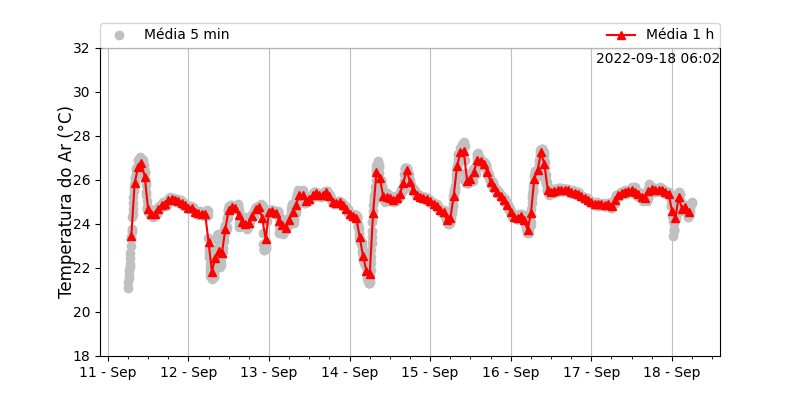 Média 5 min
Média 1 h
2022-09-18 06:02
Temperatura do Ar (°C)
32
30
28
26
24
22
20
18
11 - Sep
12 - Sep
13 - Sep
14 - Sep
15 - Sep
16 - Sep
17 - Sep
18 - Sep